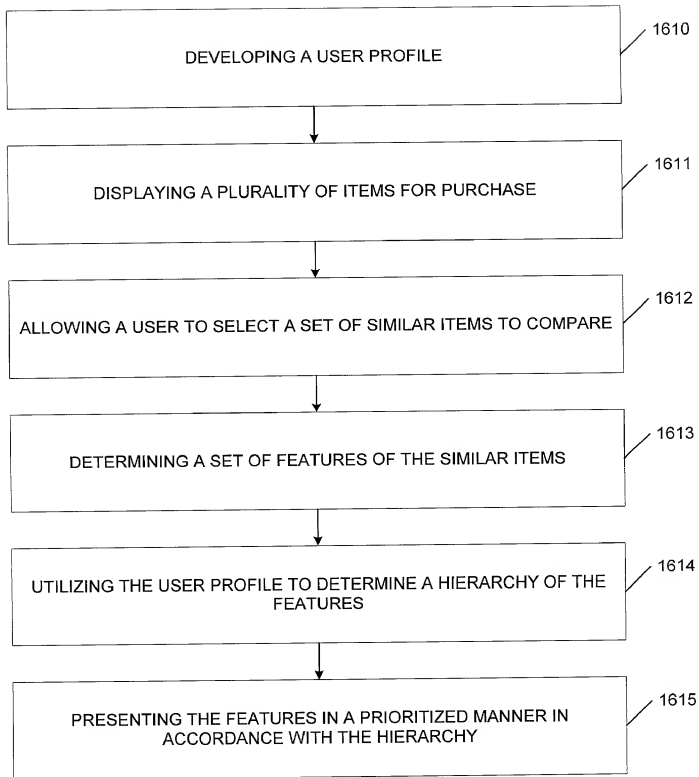 1610
DEVELOPING A USER PROFILE
1611
DISPLAYING A PLURALITY OF ITEMS FOR PURCHASE
1612
ALLOWING A USER TO SELECT A SET OF SIMILAR ITEMS TO COMPARE
1613
DETERMINING A SET OF FEATURES OF THE SIMILAR ITEMS
1614
UTILIZING THE USER PROFILE TO DETERMINE A HIERARCHY OF THE
FEATURES
1615
PRESENTING THE FEATURES IN A PRIORITIZED MANNER IN
ACCORDANCE WITH THE HIERARCHY